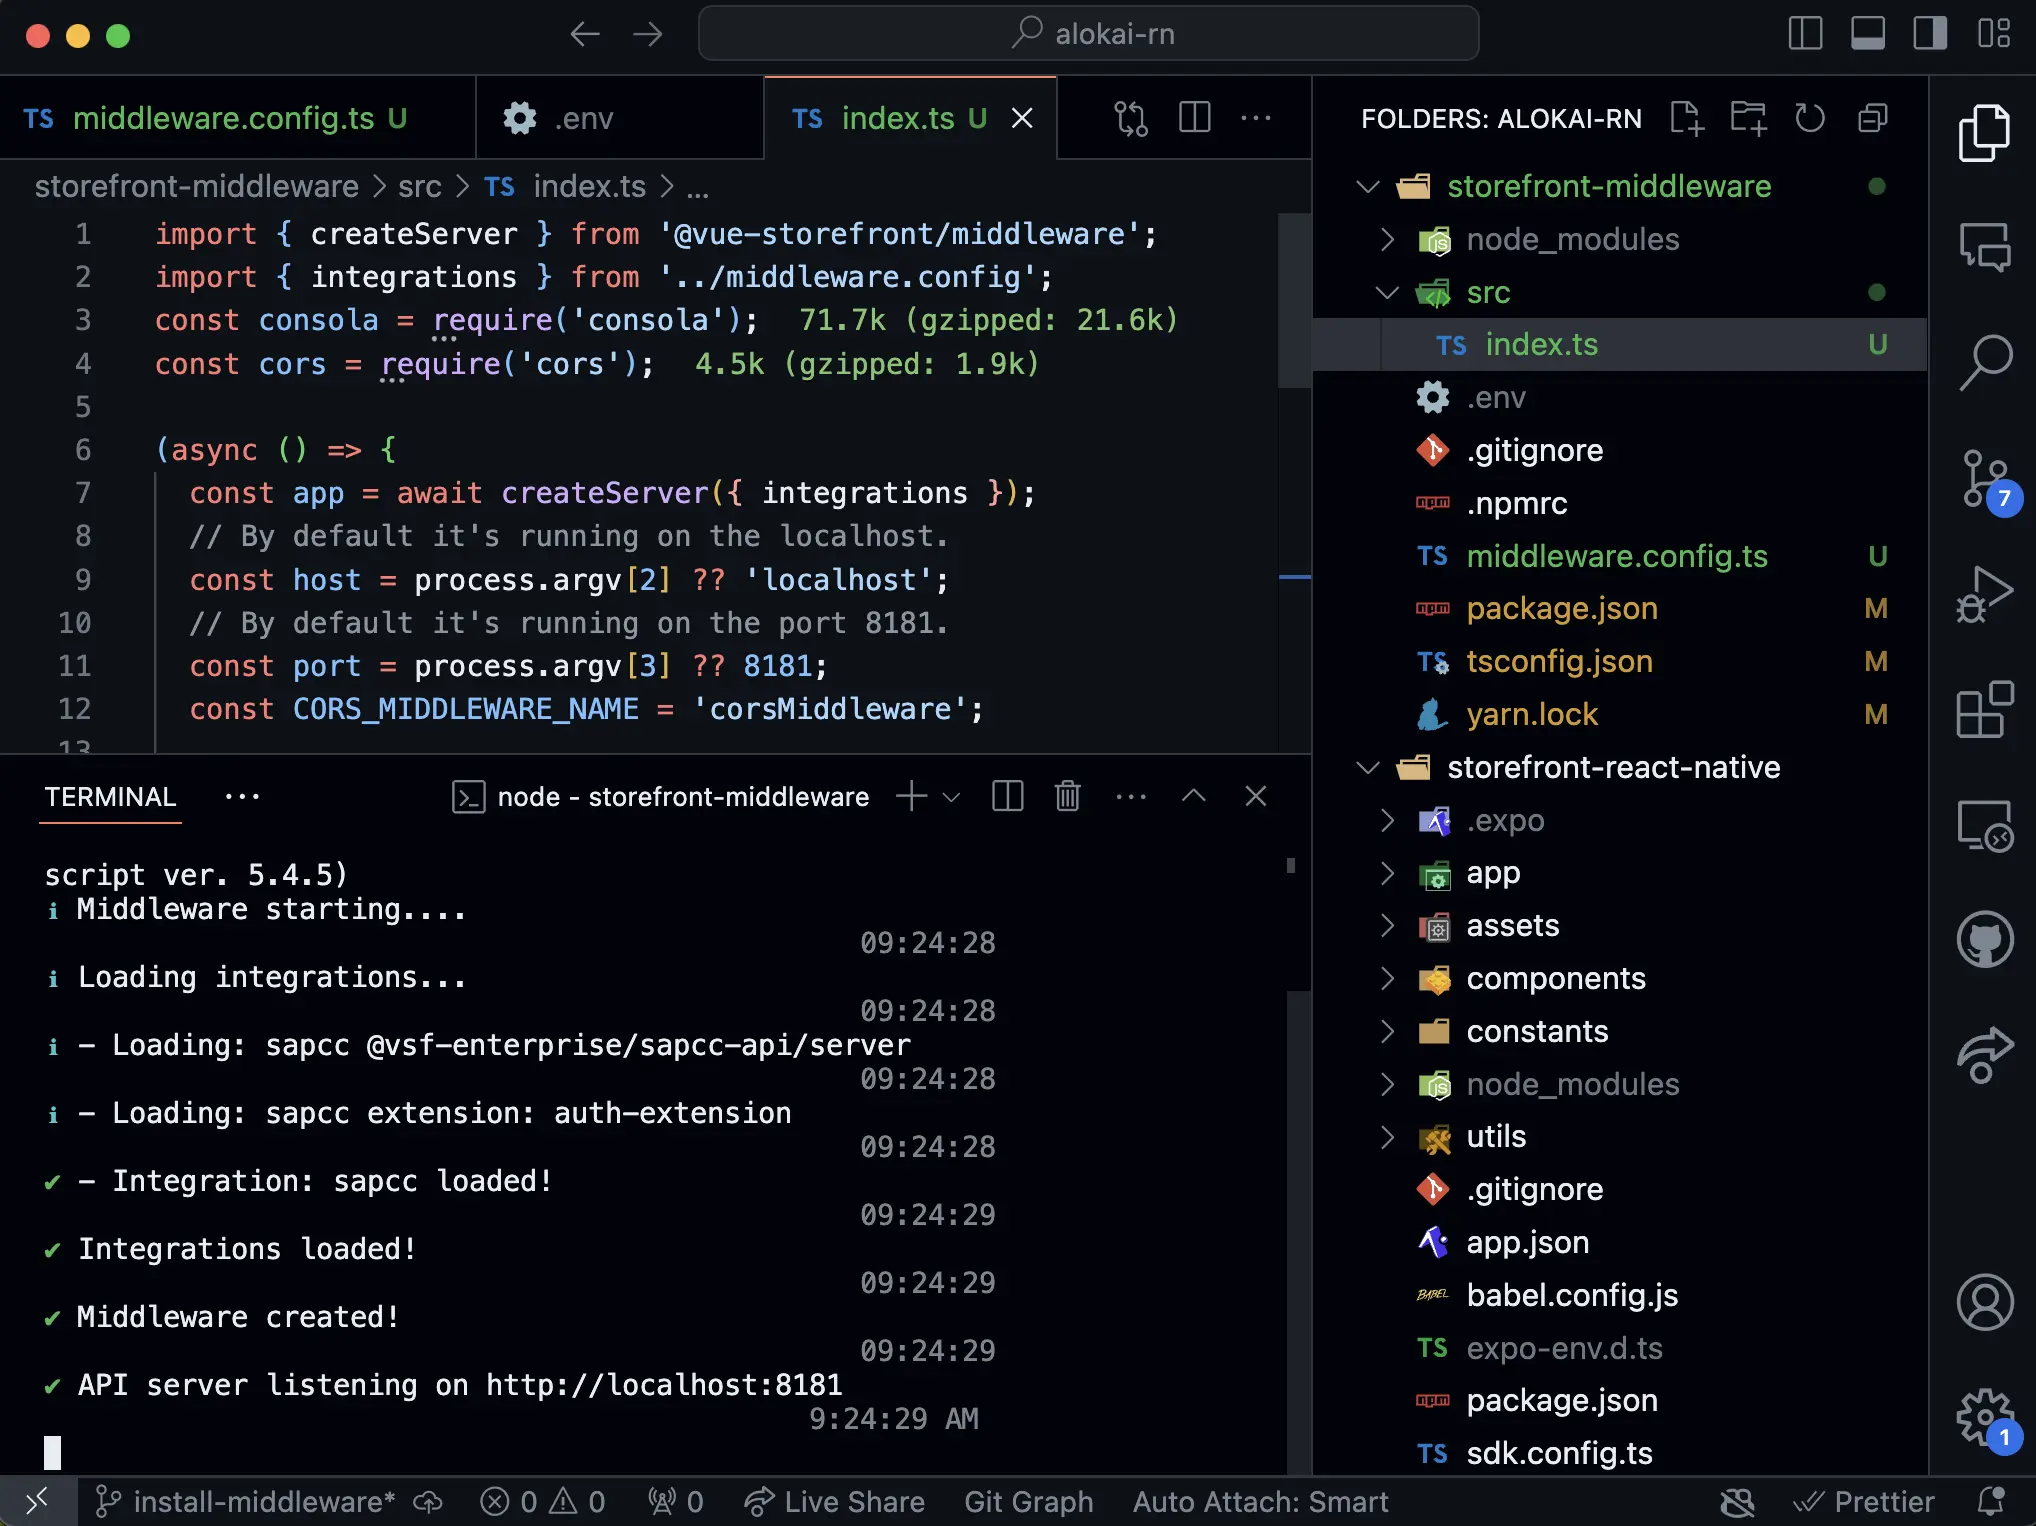 alokai-rn
TS middleware.config.ts U
.env
TS index.ts U
storefront-middleware > src > TS index.ts > ...
1 import { createServer } from '@vue-storefront/middleware';
2 import { integrations } from '../middleware.config';
3 const consola = require('consola'); 71.7k (gzipped: 21.6k)
4 const cors = require('cors'); 4.5k (gzipped: 1.9k)
5
6 (async () => {
7 const app = await createServer({ integrations });
8 // By default it's running on the localhost.
9 const host = process.argv[2] ?? 'localhost';
10 // By default it's running on the port 8181.
11 const port = process.argv[3] ?? 8181;
12 const CORS_MIDDLEWARE_NAME = 'corsMiddleware';
13
TERMINAL
node - storefront-middleware
script ver. 5.4.5)
ℹ Middleware starting....
09:24:28
ℹ Loading integrations...
09:24:28
ℹ – Loading: sapcc @vsf-enterprise/sapcc-api/server
09:24:28
ℹ – Loading: sapcc extension: auth-extension
09:24:28
✔ – Integration: sapcc loaded!
09:24:29
✔ Integrations loaded!
09:24:29
✔ Middleware created!
09:24:29
✔ API server listening on http://localhost:8181
9:24:29 AM
FOLDERS: ALOKAI-RN
storefront-middleware
JS node_modules
src
TS index.ts U
.env
.gitignore
npm .npmrc
TS middleware.config.ts U
npm package.json M
TS tsconfig.json M
yarn.lock M
storefront-react-native
.expo
app
assets
components
constants
JS node_modules
utils
.gitignore
app.json
BABEL babel.config.js
TS expo-env.d.ts
npm package.json
TS sdk.config.ts
7
1
install-middleware*
0
0
0
Live Share
Git Graph
Auto Attach: Smart
Prettier